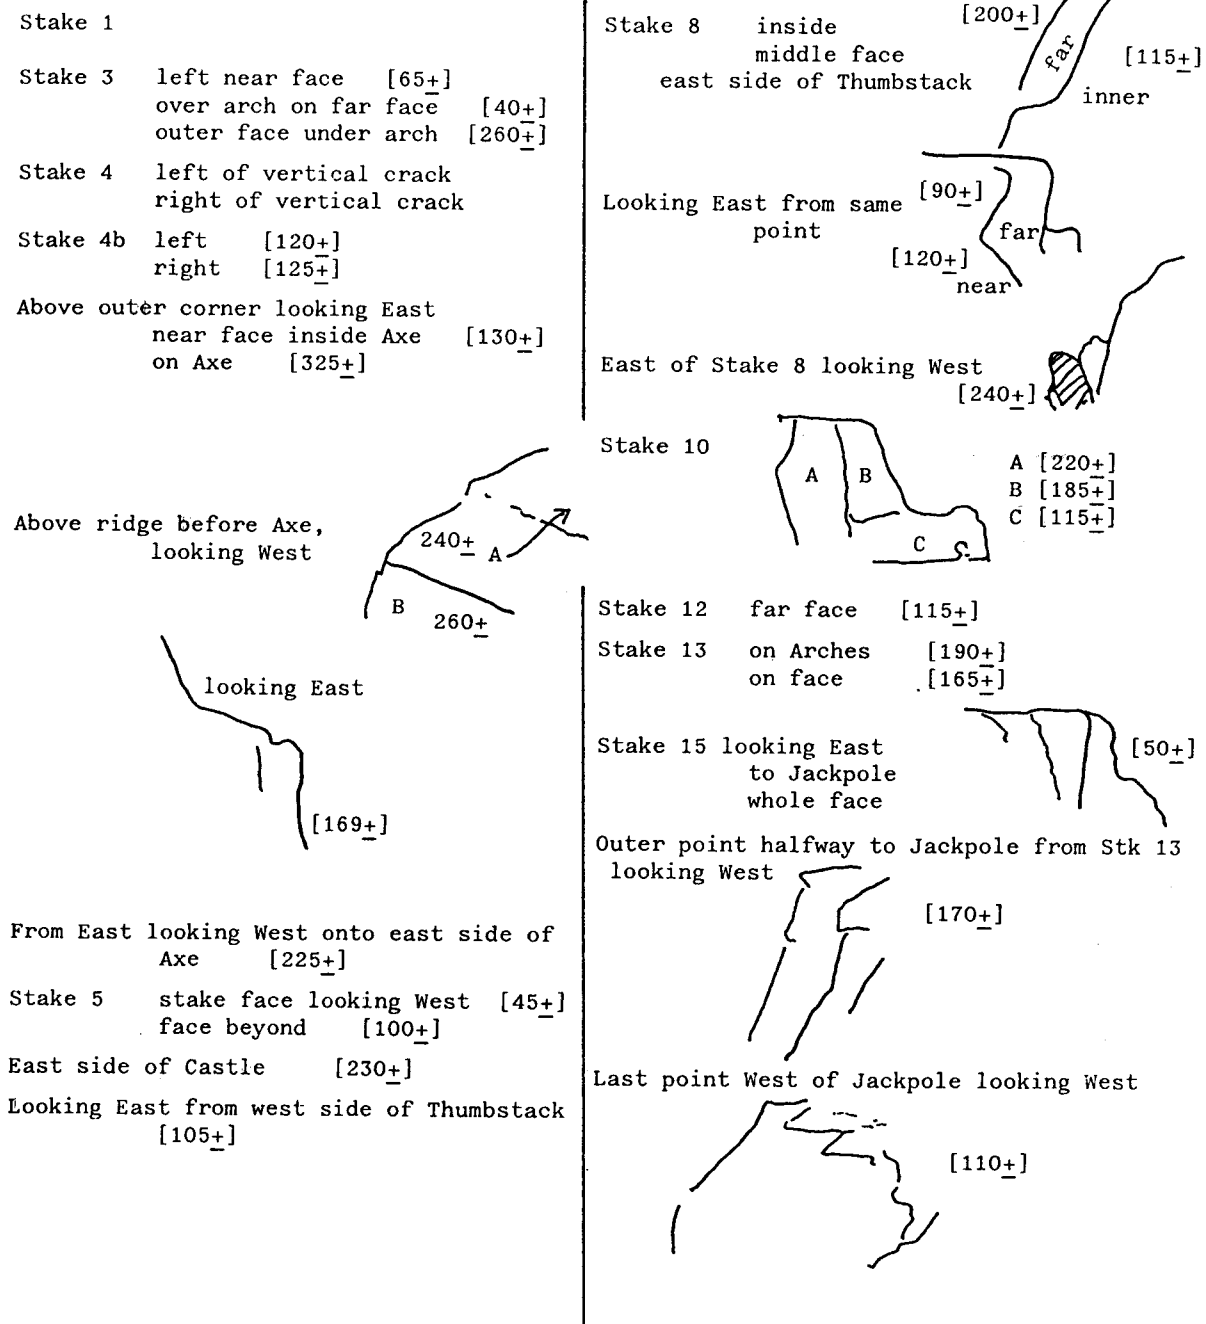 Stake 1
Stake 3 left near face [65±]
over arch on far face [40±]
outer face under arch [260±]
Stake 4 left of vertical crack
right of vertical crack
Stake 4b left [120±]
right [125±]
Above outer corner looking East
near face inside Axe [130±]
on Axe [325±]
Above ridge before Axe,
looking West
240±
A
B
260±
looking East
[169±]
From East looking West onto east side of
Axe [225±]
Stake 5 stake face looking West [45±]
face beyond [100±]
East side of Castle [230±]
Looking East from west side of Thumbstack
[105±]
Stake 8 inside
middle face
east side of Thumbstack
[200±]
far
[115±]
inner
Looking East from same
point
[90±]
far
[120±]
near
East of Stake 8 looking West
[240±]
Stake 10
A
B
C
A [220±]
B [185±]
C [115±]
Stake 12 far face [115±]
Stake 13 on Arches [190±]
on face [165±]
Stake 15 looking East
to Jackpole
whole face
[50±]
Outer point halfway to Jackpole from Stk 13
looking West
[170±]
Last point West of Jackpole looking West
[110±]